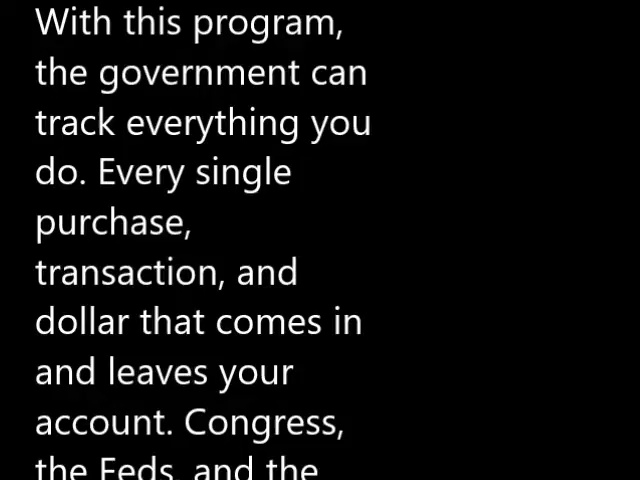 With this program,
the government can
track everything you
do. Every single
purchase,
transaction, and
dollar that comes in
and leaves your
account. Congress,
the Feds, and the